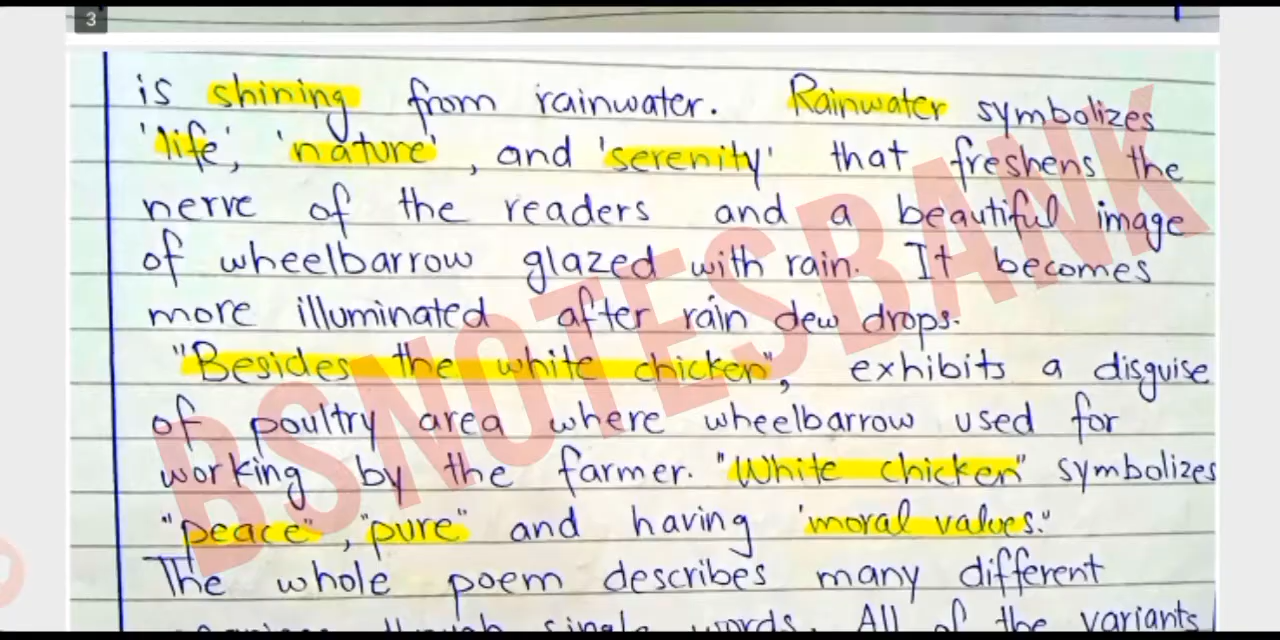 3
is shining from rainwater. Rainwater symbolizes
'life', 'nature', and 'serenity' that freshens the
nerve of the readers and a beautiful image
of wheelbarrow glazed with rain. It becomes
more illuminated after rain dew drops.
"Besides the white chicken", exhibits a disguise
of poultry area where wheelbarrow used for
working by the farmer. "White chicken" symbolizes
"peace", "pure" and having 'moral values."
The whole poem describes many different
through single words. All of the variants
BSNOTESBANK